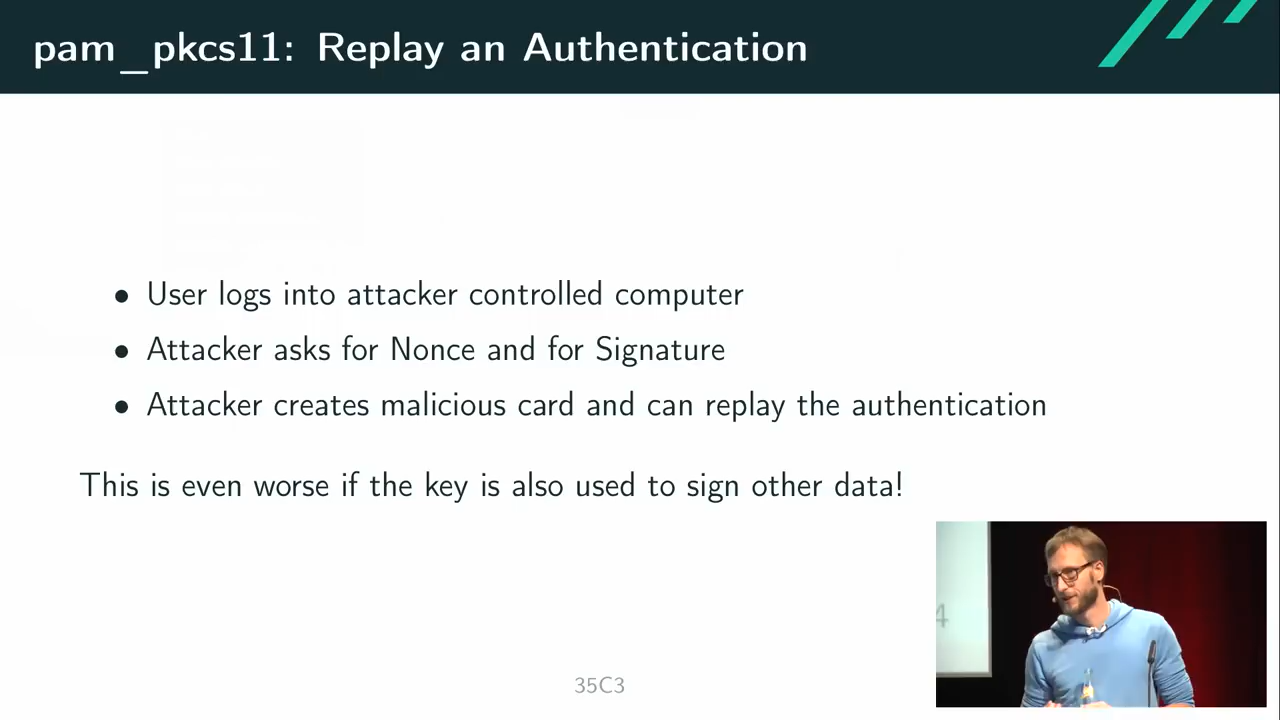 pam_pkcs11: Replay an Authentication
• User logs into attacker controlled computer
• Attacker asks for Nonce and for Signature
• Attacker creates malicious card and can replay the authentication
This is even worse if the key is also used to sign other data!
4
35C3